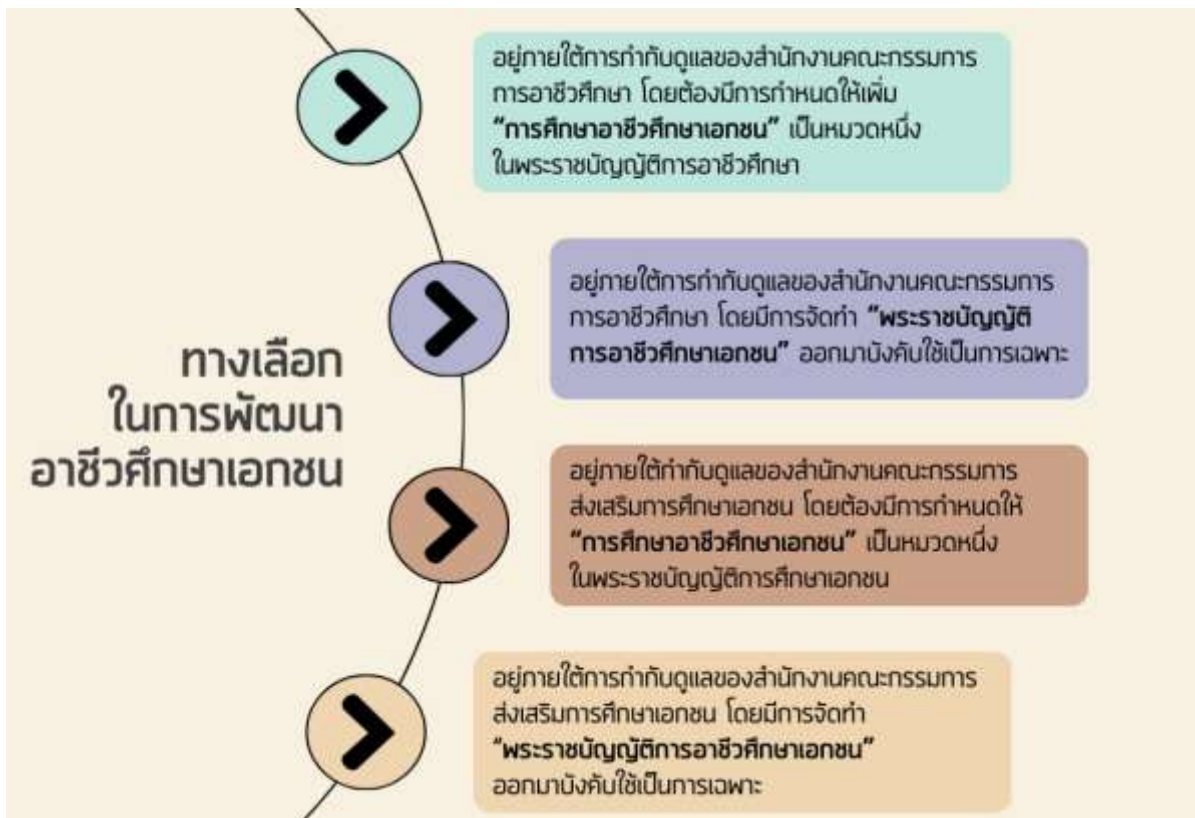 ทางเลือก
ในการพัฒนา
อาชีวศึกษาเอกชน
อยู่ภายใต้การกำกับดูแลของสำนักงานคณะกรรมการ
การอาชีวศึกษา โดยต้องมีการกำหนดให้เพิ่ม
“การศึกษาอาชีวศึกษาเอกชน” เป็นหมวดหนึ่ง
ในพระราชบัญญัติการอาชีวศึกษา
อยู่ภายใต้การกำกับดูแลของสำนักงานคณะกรรมการ
การอาชีวศึกษา โดยมีการจัดทำ “พระราชบัญญัติ
การอาชีวศึกษาเอกชน” ออกมาบังคับใช้เป็นการเฉพาะ
อยู่ภายใต้กำกับดูแลของสำนักงานคณะกรรมการ
ส่งเสริมการศึกษาเอกชน โดยต้องมีการกำหนดให้
“การศึกษาอาชีวศึกษาเอกชน” เป็นหมวดหนึ่ง
ในพระราชบัญญัติการศึกษาเอกชน
อยู่ภายใต้การกำกับดูแลของสำนักงานคณะกรรมการ
ส่งเสริมการศึกษาเอกชน โดยมีการจัดทำ
“พระราชบัญญัติการอาชีวศึกษาเอกชน”
ออกมาบังคับใช้เป็นการเฉพาะ